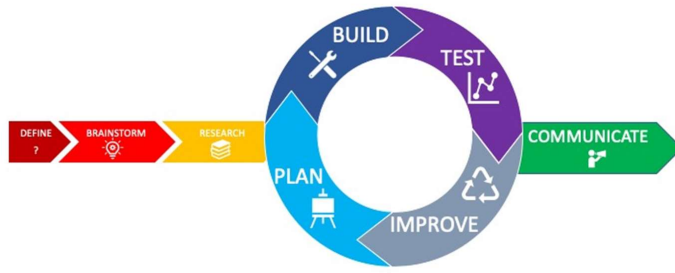 DEFINE
?
BRAINSTORM
RESEARCH
PLAN
BUILD
TEST
IMPROVE
COMMUNICATE